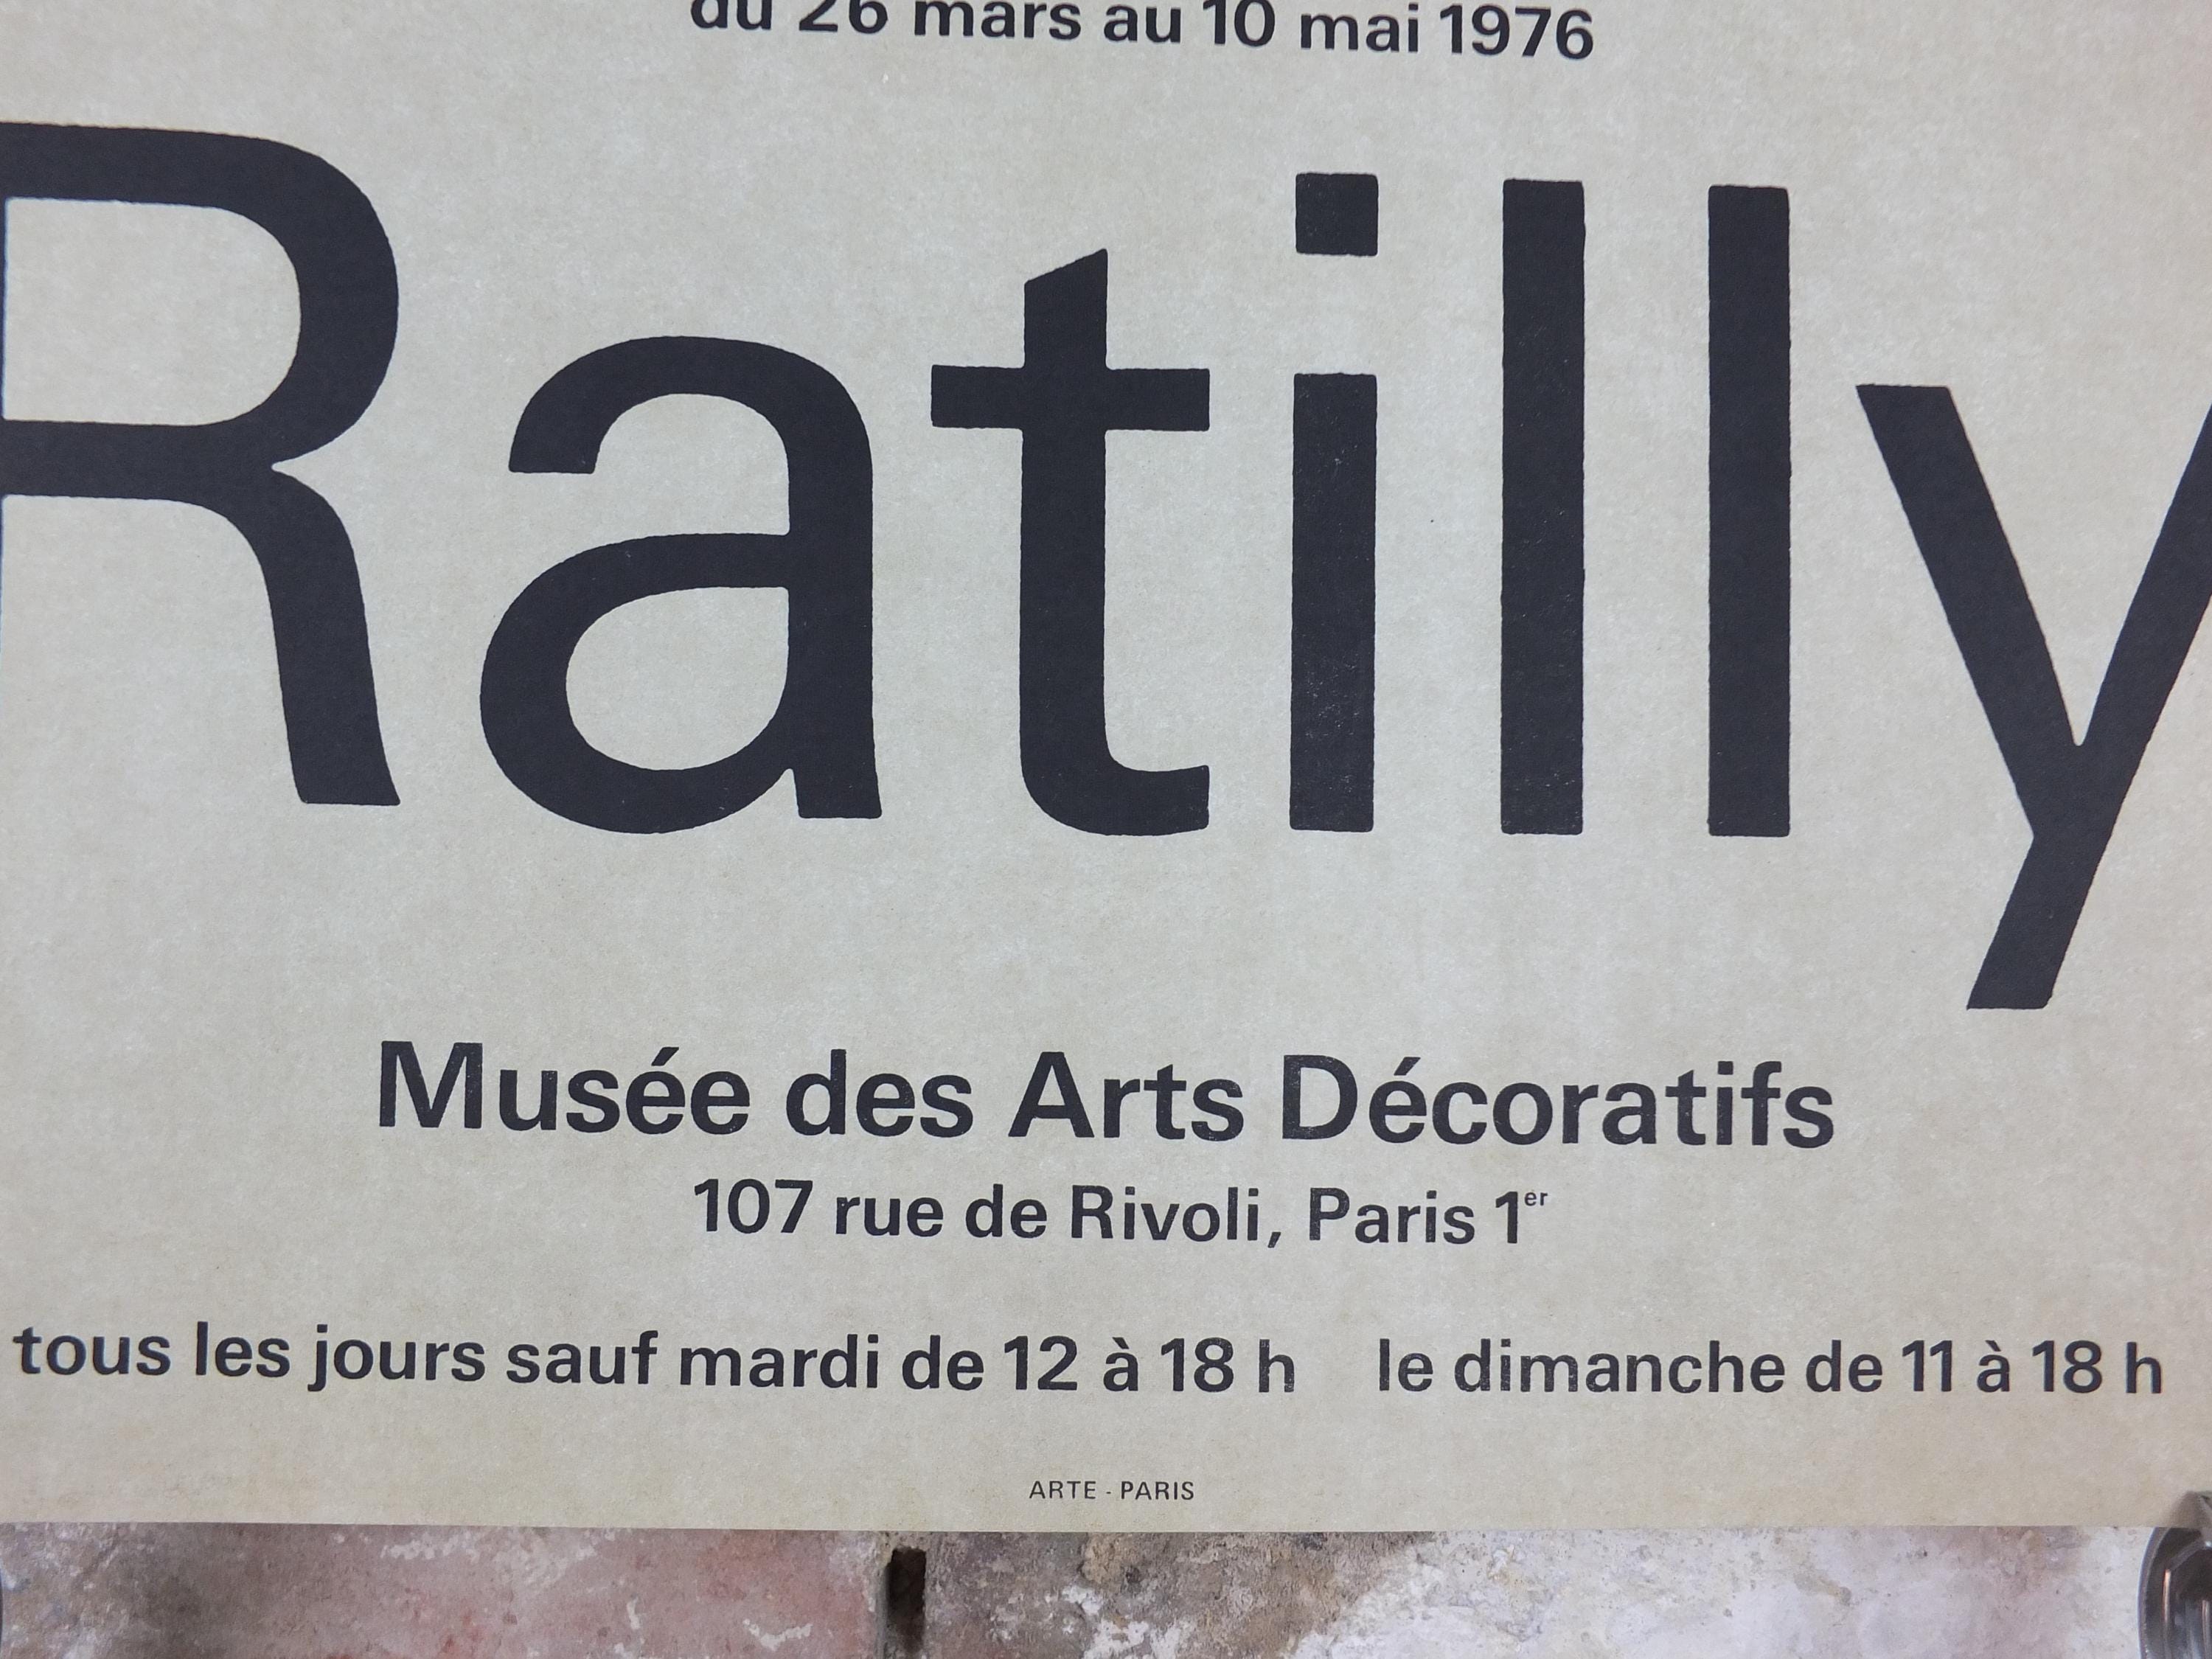 du 26 mars au 10 mai 1976
Ratilly
Musée des Arts Décoratifs
107 rue de Rivoli, Paris 1er
tous les jours sauf mardi de 12 à 18 h le dimanche de 11 à 18 h
ARTE - PARIS